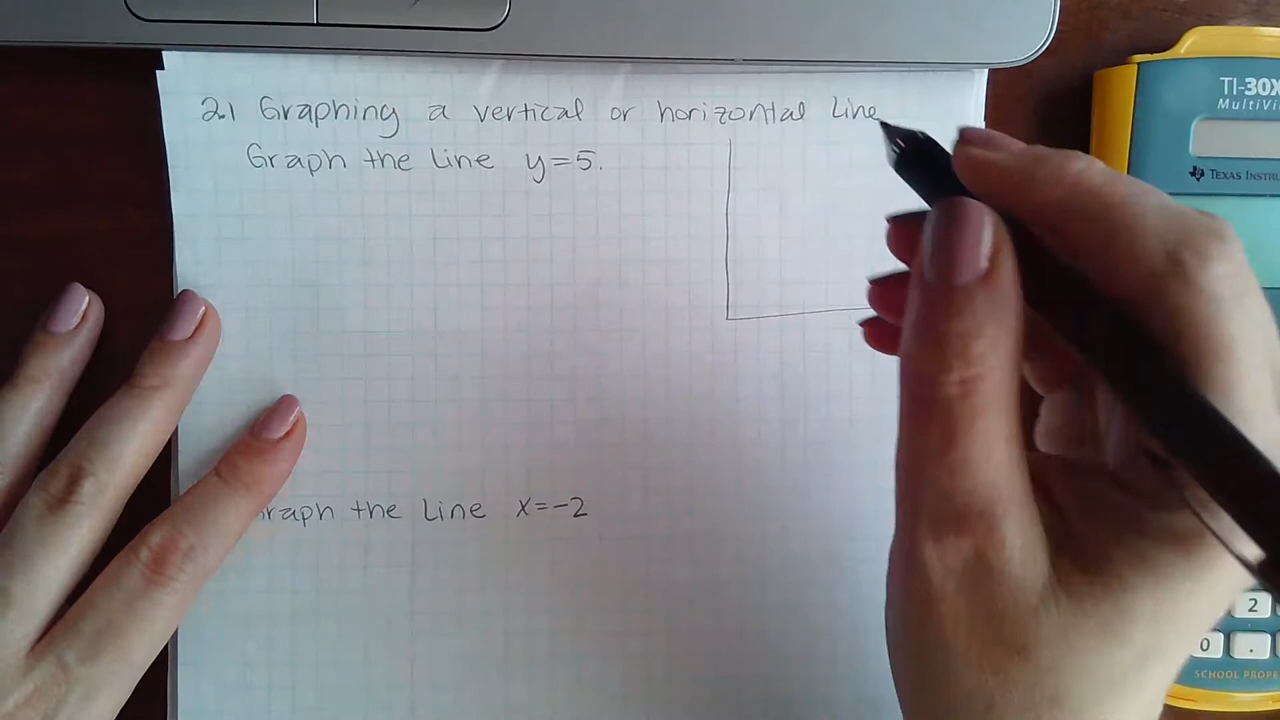 2.1 Graphing a vertical or horizontal Line
Graph the Line y=5.
raph the Line x=-2
TI-30X
MultiVi
TEXAS INSTR
2
0
.
SCHOOL PROPE